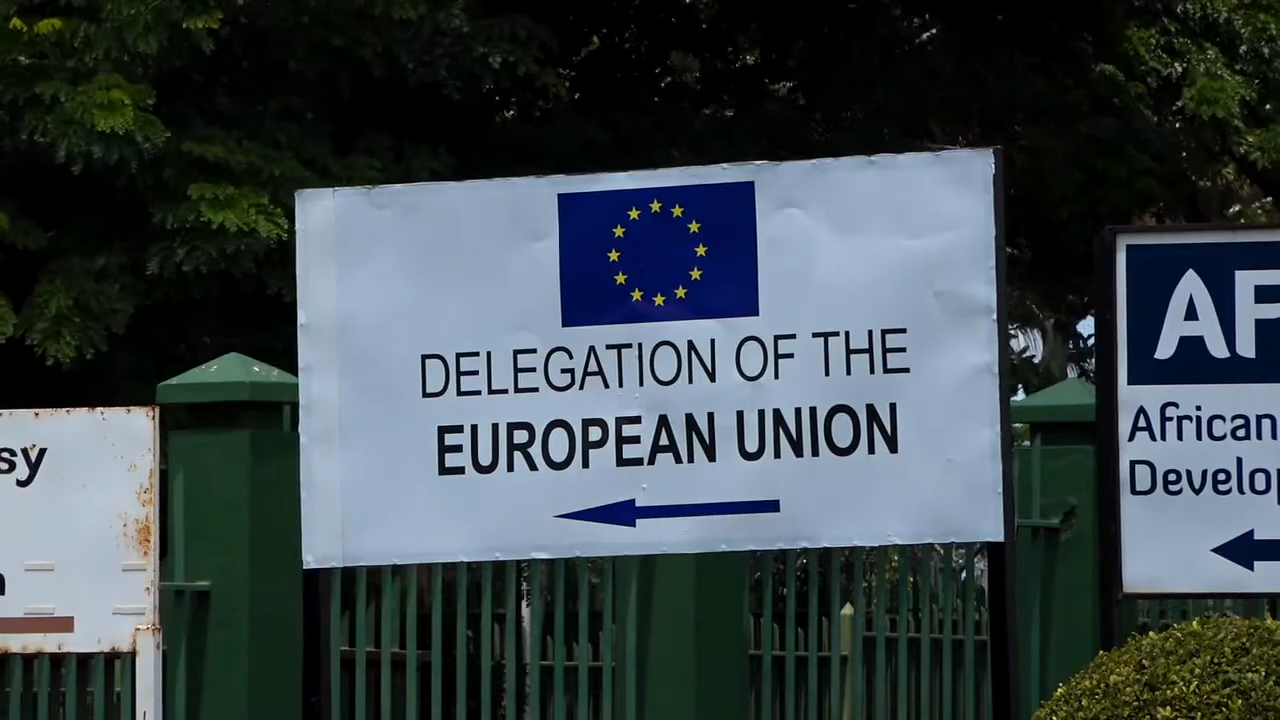 DELEGATION OF THE
EUROPEAN UNION
sy
AF
African
Develop